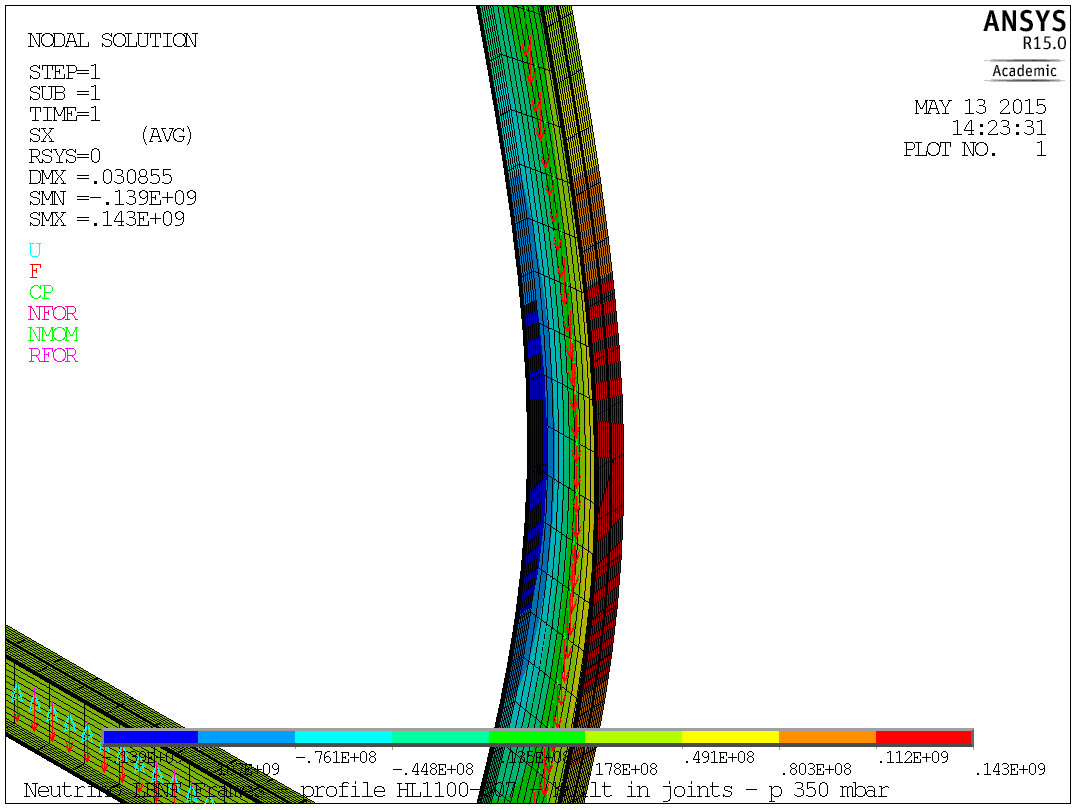 ANSYS
R15.0
Academic
NODAL SOLUTION
STEP=1
SUB =1
TIME=1
SX (AVG)
RSYS=0
DMX =.030855
SMN =-.139E+09
SMX =.143E+09
U
F
CP
NFOR
NMOM
RFOR
MAY 13 2015
14:23:31
PLOT NO. 1
-.761E+08 .491E+08 .112E+09
-.448E+08 .178E+08 .803E+08 .143E+09
profile in joints - p 350 mbar